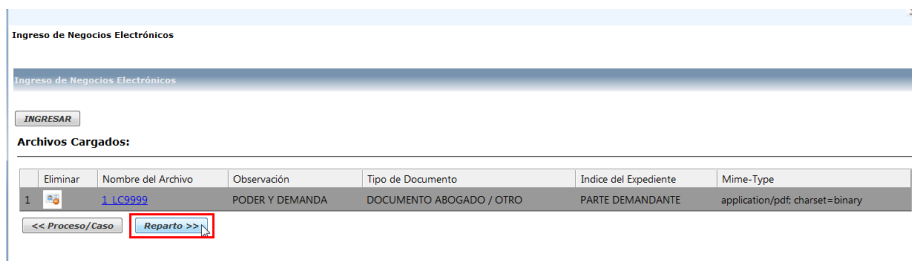 Ingreso de Negocios Electrónicos
Ingreso de Negocios Electrónicos
INGRESAR
Archivos Cargados:
Eliminar Nombre del Archivo Observación Tipo de Documento Indice del Expediente Mime-Type
1 1_LC9999 PODER Y DEMANDA DOCUMENTO ABOGADO / OTRO PARTE DEMANDANTE application/pdf: charset=binary
<< Proceso/Caso Reparto >>